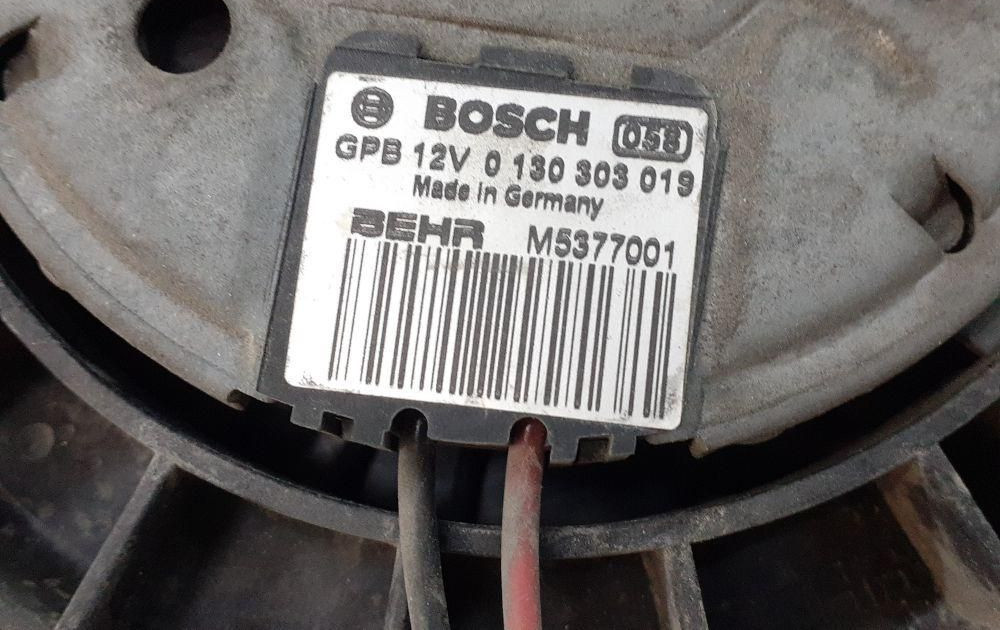 BOSCH 058
GPB 12V 0 130 303 019
Made in Germany
BEHR M5377001